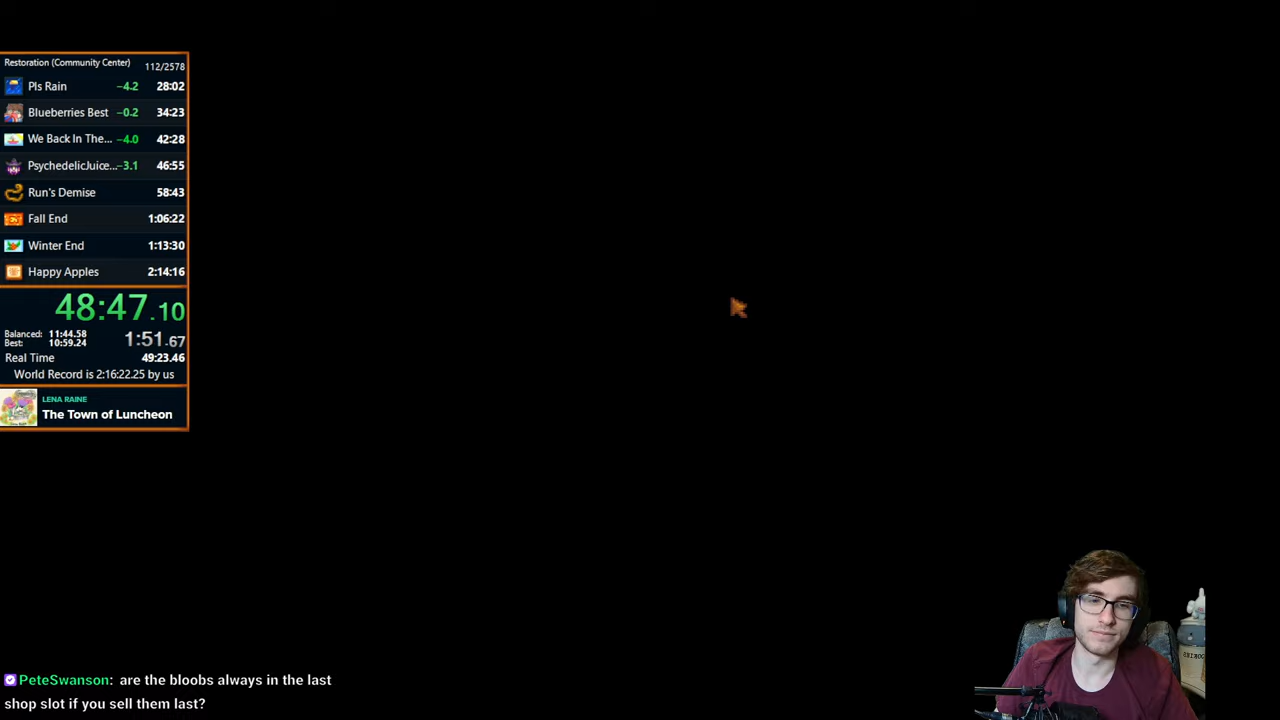 Restoration (Community Center) 112/2578
Pls Rain −4.2 28:02
Blueberries Best −0.2 34:23
We Back In The... −4.0 42:28
PsychedelicJuice... −3.1 46:55
Run's Demise 58:43
Fall End 1:06:22
Winter End 1:13:30
Happy Apples 2:14:16
48:47.10
Balanced: 11:44.58
Best: 10:59.24
1:51.67
Real Time 49:23.46
World Record is 2:16:22.25 by us
LENA RAINE
The Town of Luncheon
PeteSwanson: are the bloobs always in the last
shop slot if you sell them last?